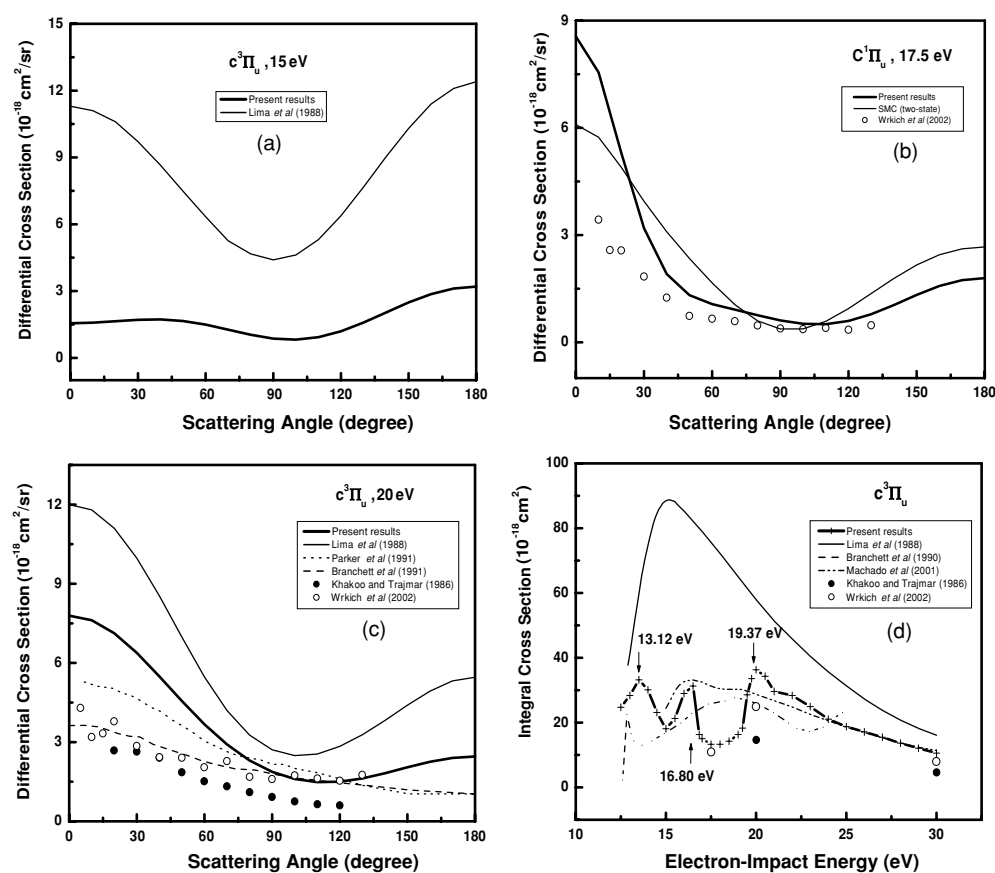 15
12
9
6
3
0
0 30 60 90 120 150 180
Differential Cross Section (10⁻¹⁸cm²/sr)
Scattering Angle (degree)
c³Πᵤ , 15 eV
Present results
Lima et al (1988)
(a)
9
6
3
0
0 30 60 90 120 150 180
Differential Cross Section (10⁻¹⁸cm²/sr)
Scattering Angle (degree)
C¹Πᵤ, 17.5 eV
Present results
SMC (two-state)
Wrkich et al (2002)
(b)
12
9
6
3
0
0 30 60 90 120 150 180
Differential Cross Section (10⁻¹⁸cm²/sr)
Scattering Angle (degree)
c³Πᵤ , 20 eV
Present results
Lima et al (1988)
Parker et al (1991)
Branchett et al (1991)
Khakoo and Trajmar (1986)
Wrkich et al (2002)
(c)
100
80
60
40
20
0
10 15 20 25 30
Integral Cross Section (10⁻¹⁸cm²)
Electron-Impact Energy (eV)
c³Πᵤ
Present results
Lima et al (1988)
Branchett et al (1990)
Machado et al (2001)
Khakoo and Trajmar (1986)
Wrkich et al (2002)
(d)
13.12 eV
19.37 eV
16.80 eV